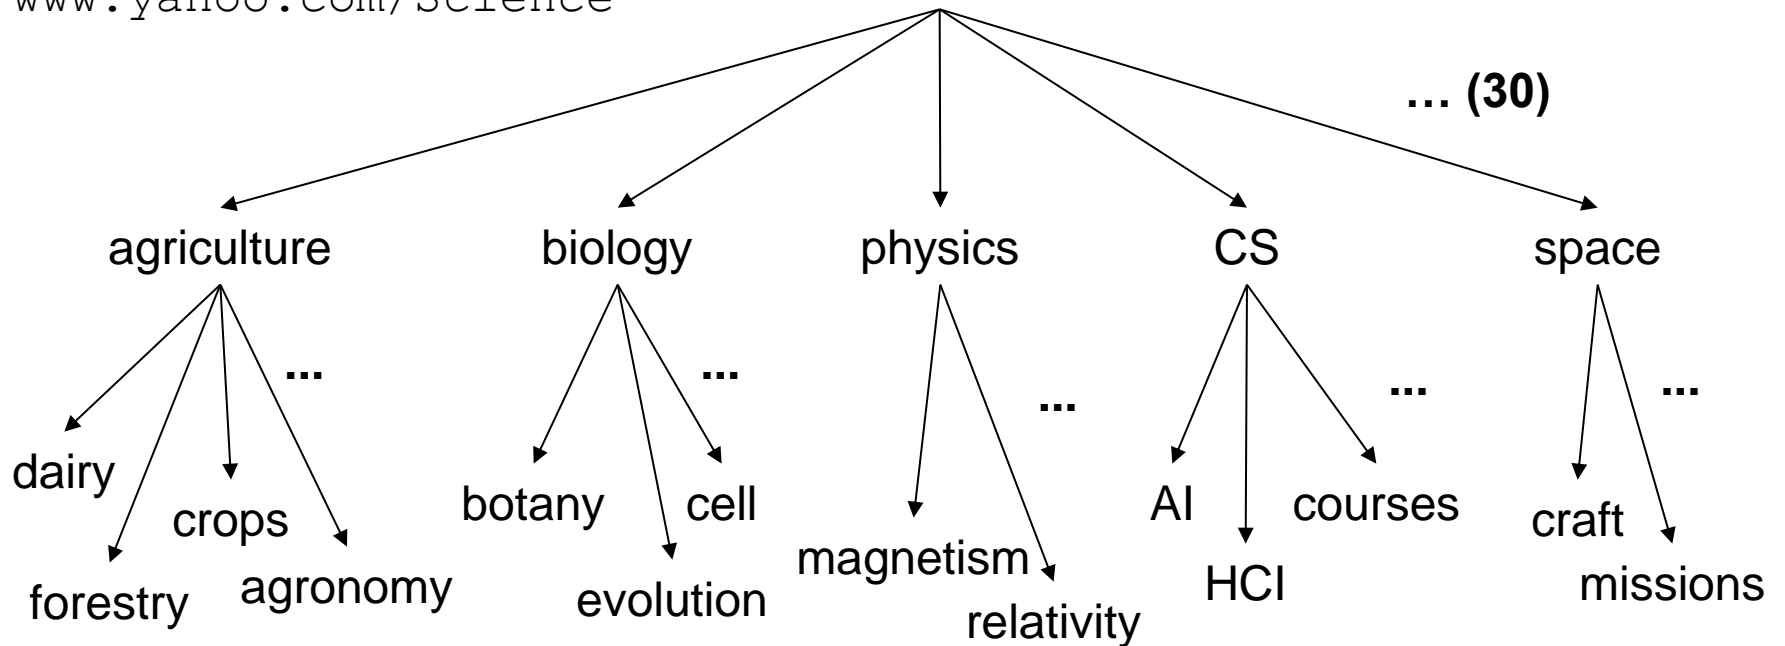 www.yahoo.com/Science
... (30)
agriculture
biology
physics
CS
space
...
...
...
...
...
dairy
crops
forestry
agronomy
botany
cell
evolution
magnetism
relativity
AI
courses
HCI
craft
missions